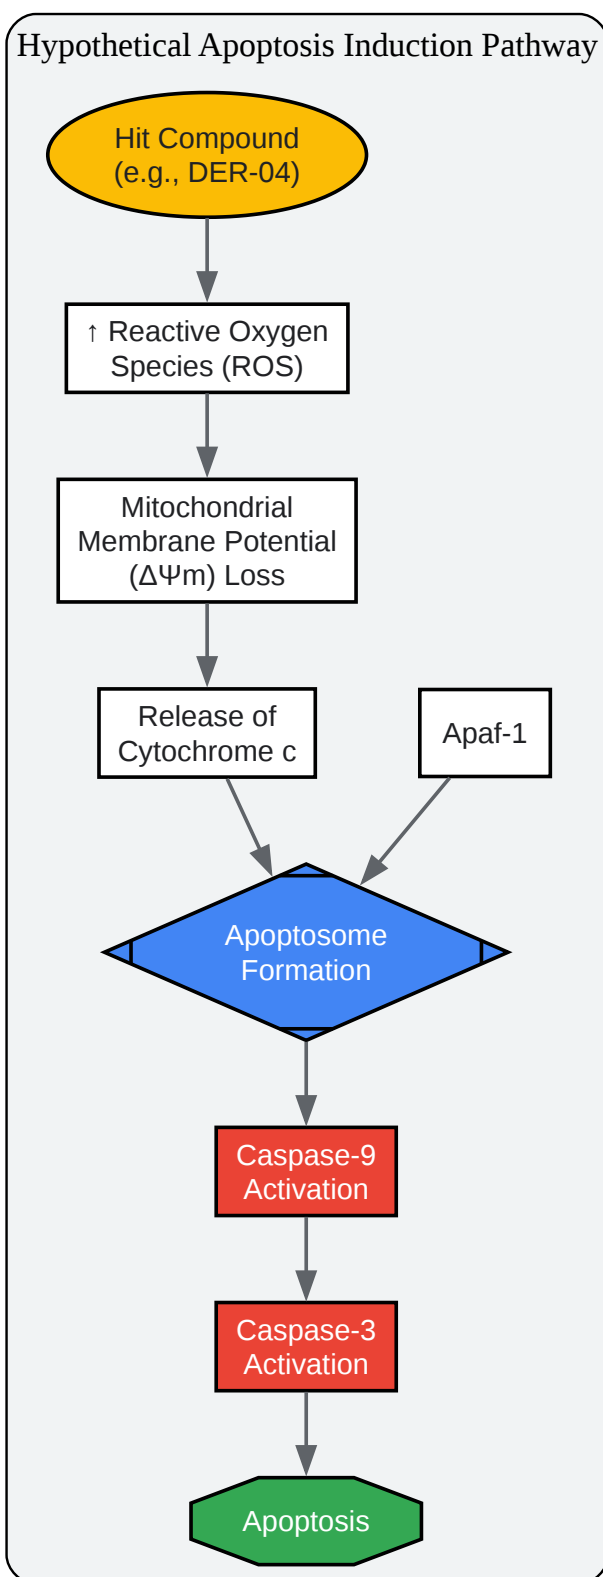 Hypothetical Apoptosis Induction Pathway
Hit Compound
(e.g., DER-04)
↑ Reactive Oxygen
Species (ROS)
Mitochondrial
Membrane Potential
(ΔΨm) Loss
Release of
Cytochrome c
Apaf-1
Apoptosome
Formation
Caspase-9
Activation
Caspase-3
Activation
Apoptosis